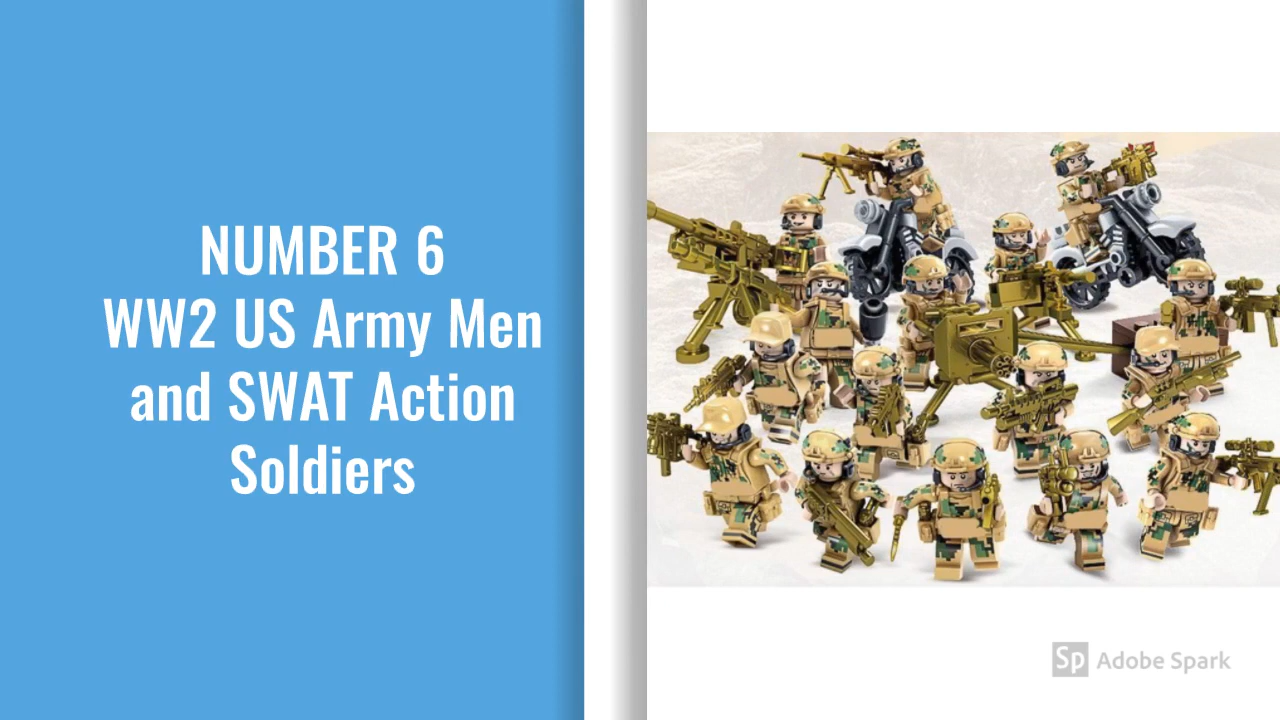 NUMBER 6
WW2 US Army Men
and SWAT Action
Soldiers
Sp Adobe Spark